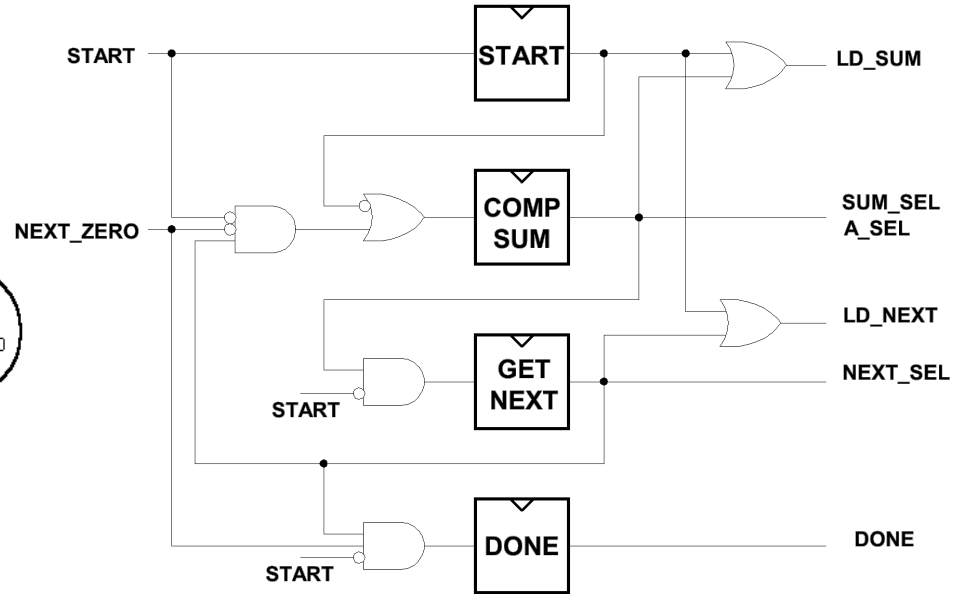 START
START
LD_SUM
NEXT_ZERO
COMP
SUM
SUM_SEL
A_SEL
LD_NEXT
START
GET
NEXT
NEXT_SEL
START
DONE
DONE